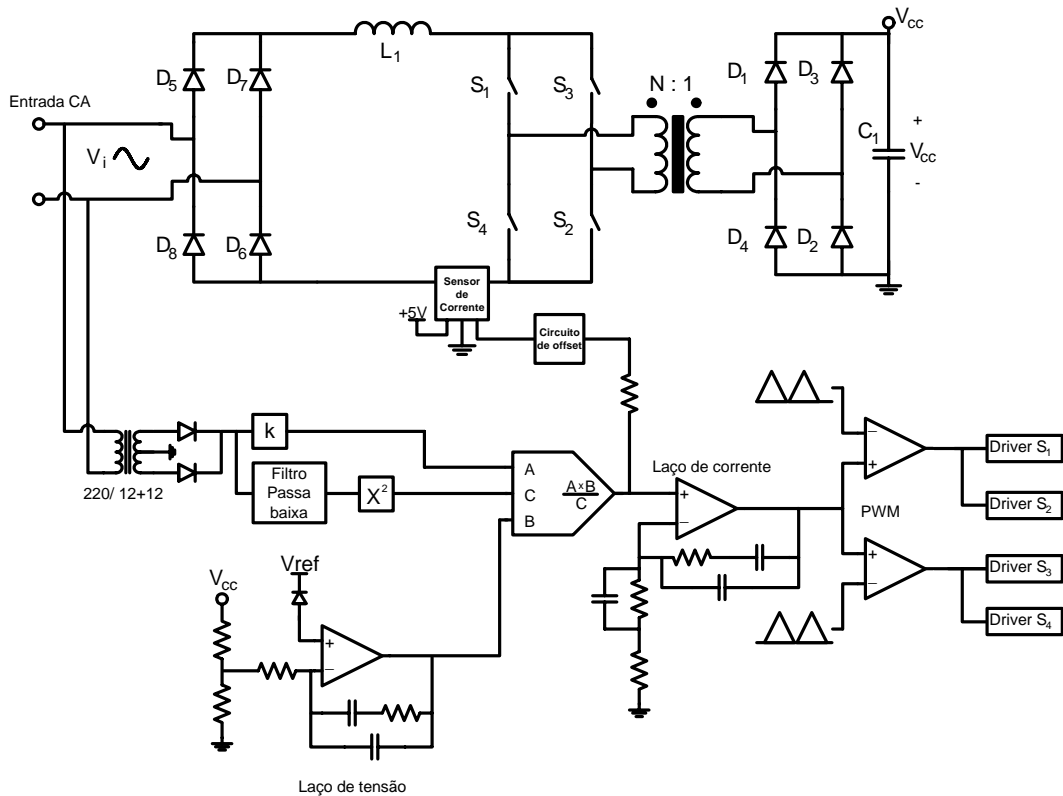 V_cc
D_5
D_7
L_1
S_1
S_3
N : 1
D_1
D_3
Entrada CA
V_i
C_1
+
V_cc
-
D_8
D_6
S_4
S_2
D_4
D_2
Sensor
de
Corrente
+5V
Circuito
de offset
k
220/ 12+12
Filtro
Passa
baixa
X^2
A
C
B
A x B
C
Laço de corrente
+
−
PWM
−
+
+
−
Driver S_1
Driver S_2
Driver S_3
Driver S_4
V_cc
Vref
+
−
Laço de tensão